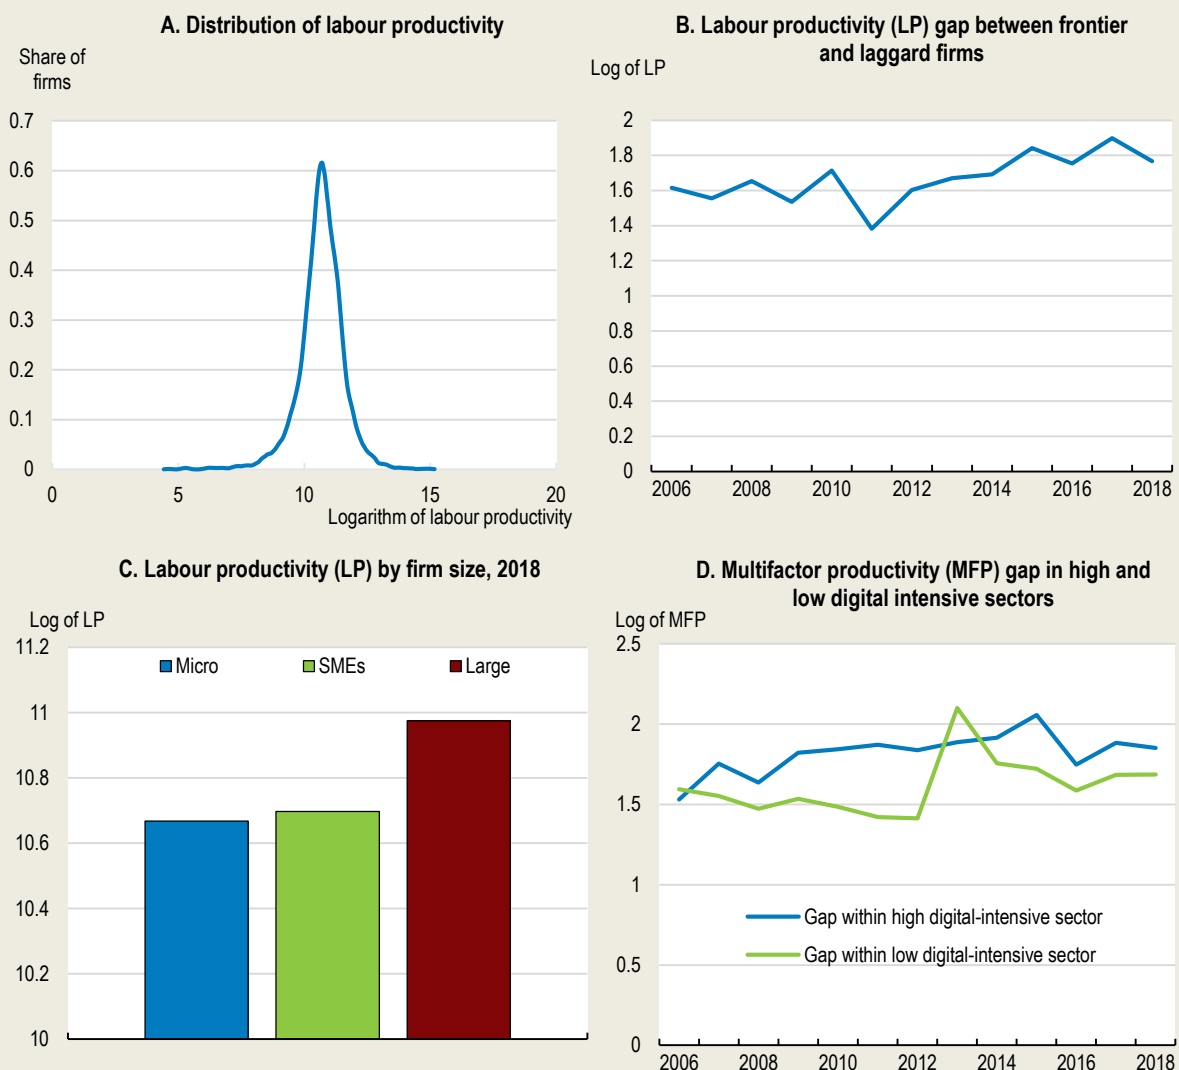 A. Distribution of labour productivity
Share of
firms
0.7
0.6
0.5
0.4
0.3
0.2
0.1
0
0 5 10 15 20
Logarithm of labour productivity
B. Labour productivity (LP) gap between frontier
and laggard firms
Log of LP
2
1.8
1.6
1.4
1.2
1
0.8
0.6
0.4
0.2
0
2006 2008 2010 2012 2014 2016 2018
C. Labour productivity (LP) by firm size, 2018
Log of LP
11.2
11
10.8
10.6
10.4
10.2
10
Micro SMEs Large
D. Multifactor productivity (MFP) gap in high and
low digital intensive sectors
Log of MFP
2.5
2
1.5
1
0.5
0
Gap within high digital-intensive sector
Gap within low digital-intensive sector
2006 2008 2010 2012 2014 2016 2018